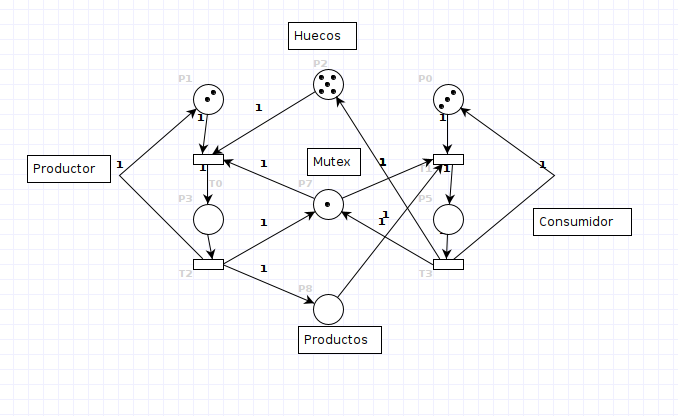 Huecos
P2
P1
P0
1
1
1
Productor
1
1
Mutex
1
1
1
T1
1
T0
P7
P3
P5
1
1
1
Consumidor
1
T2
T3
P8
Productos